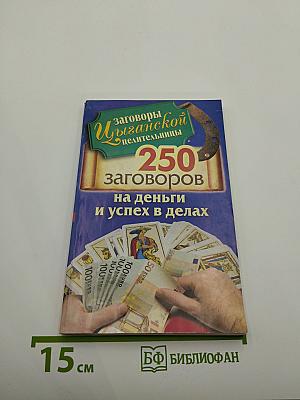 заговоры
Цыганской
целительницы
250
заговоров
на деньги
и успех в делах
15 см
БФ БИБЛИОФАН